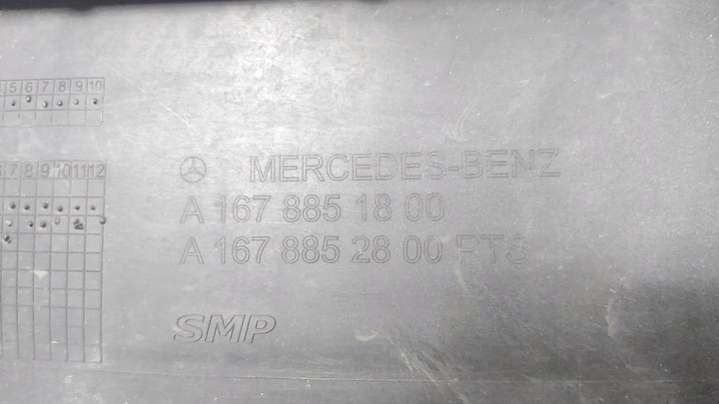 5 6 7 8 9 10
MERCEDES-BENZ
7 8 9 10 11 12
A 167 885 18 00
A 167 885 28 00 PTS
SMP